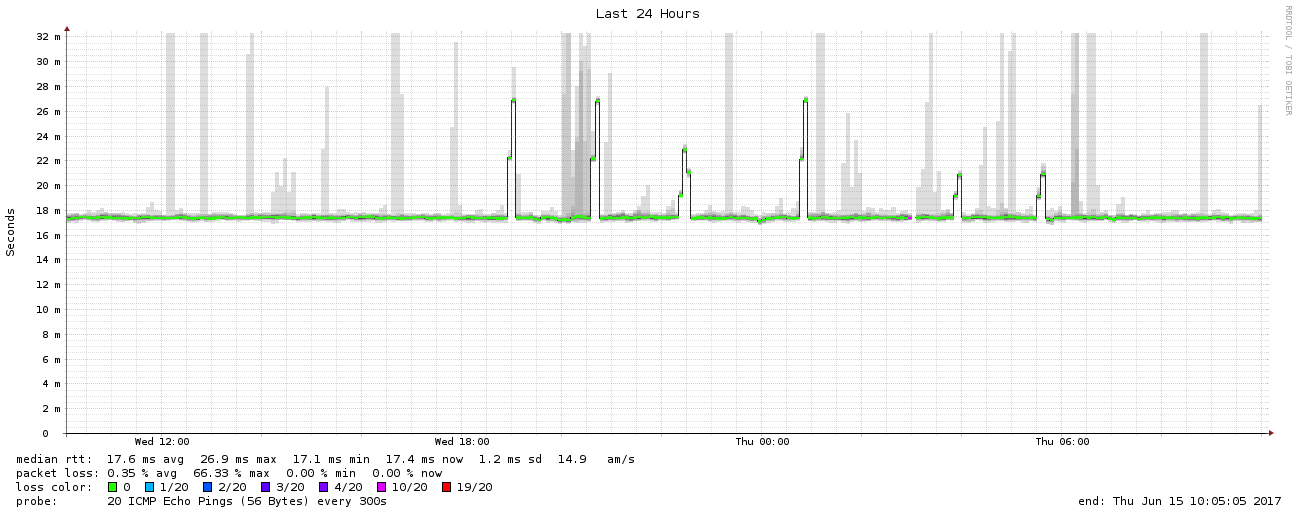 Last 24 Hours
RRDTOOL / TOBI OETIKER
Seconds
32 m
30 m
28 m
26 m
24 m
22 m
20 m
18 m
16 m
14 m
12 m
10 m
8 m
6 m
4 m
2 m
0
Wed 12:00 Wed 18:00 Thu 00:00 Thu 06:00
median rtt: 17.6 ms avg 26.9 ms max 17.1 ms min 17.4 ms now 1.2 ms sd 14.9 am/s
packet loss: 0.35 % avg 66.33 % max 0.00 % min 0.00 % now
loss color: 0 1/20 2/20 3/20 4/20 10/20 19/20
probe: 20 ICMP Echo Pings (56 Bytes) every 300s end: Thu Jun 15 10:05:05 2017